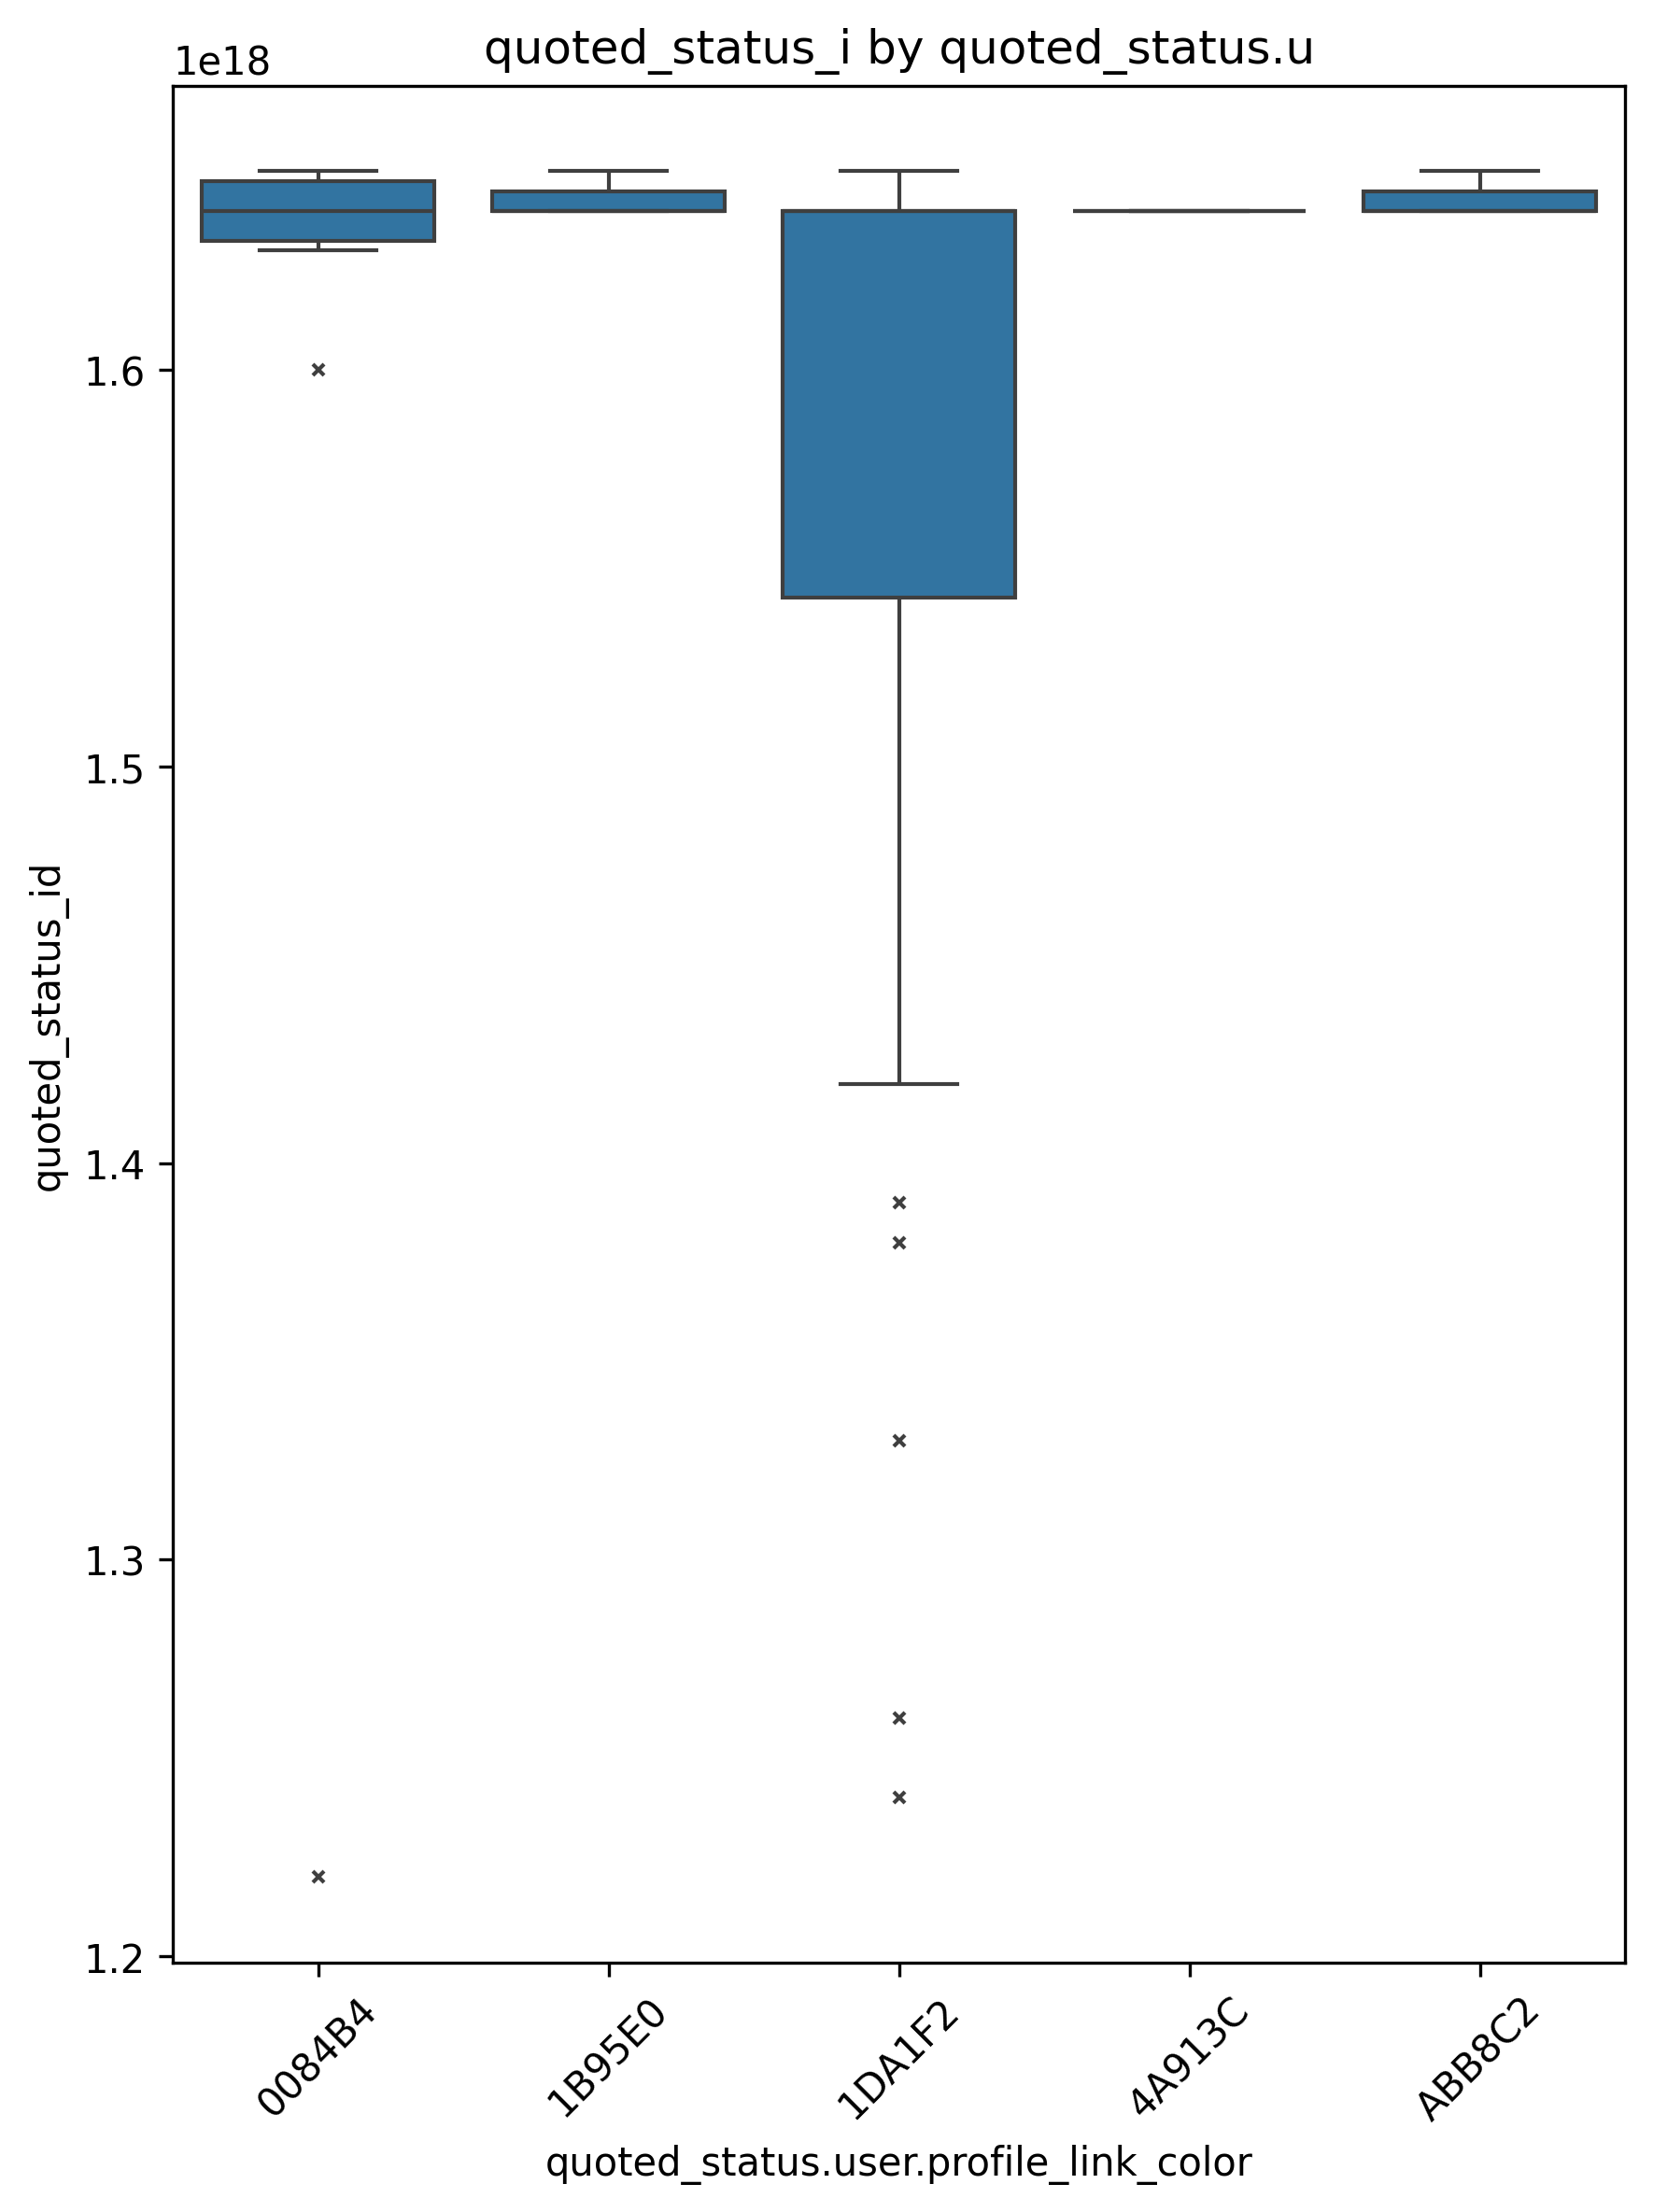 quoted_status_i by quoted_status.u
1e18
1.6
1.5
1.4
1.3
1.2
quoted_status_id
0084B4
1B95E0
1DA1F2
4A913C
ABB8C2
quoted_status.user.profile_link_color